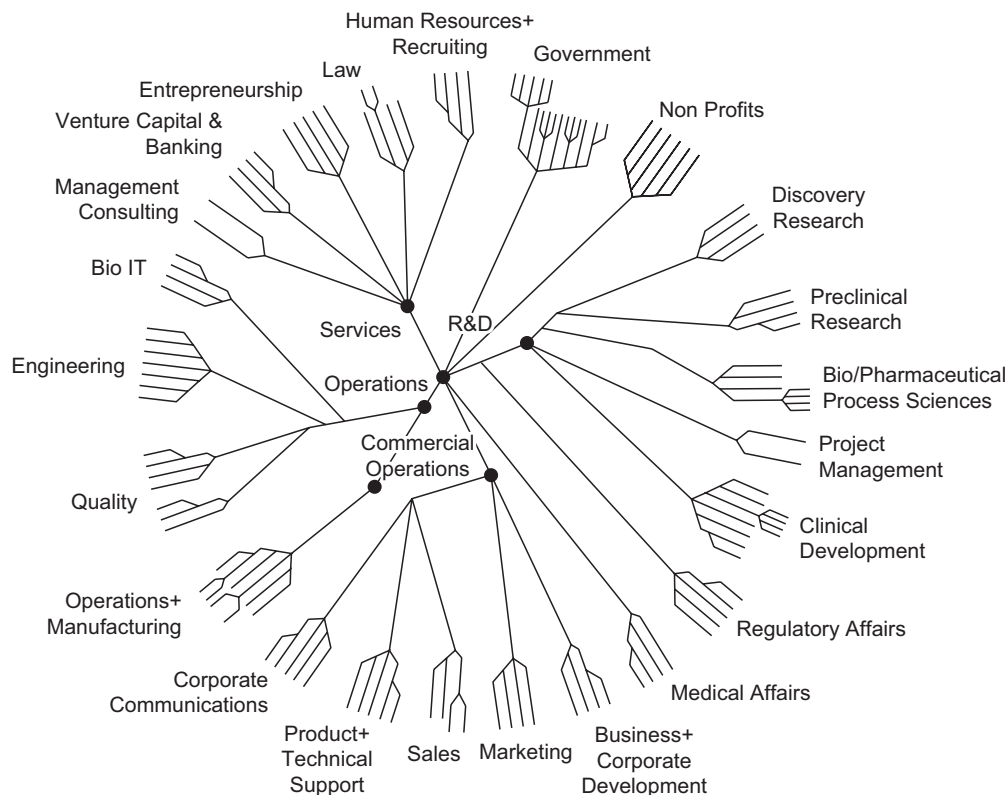 Human Resources+
Recruiting
Government
Law
Entrepreneurship
Non Profits
Venture Capital &
Banking
Management
Consulting
Discovery
Research
Bio IT
Preclinical
Research
Services
R&D
Engineering
Operations
Bio/Pharmaceutical
Process Sciences
Commercial
Operations
Project
Management
Quality
Clinical
Development
Operations+
Manufacturing
Regulatory Affairs
Corporate
Communications
Medical Affairs
Product+
Technical
Support
Sales
Marketing
Business+
Corporate
Development